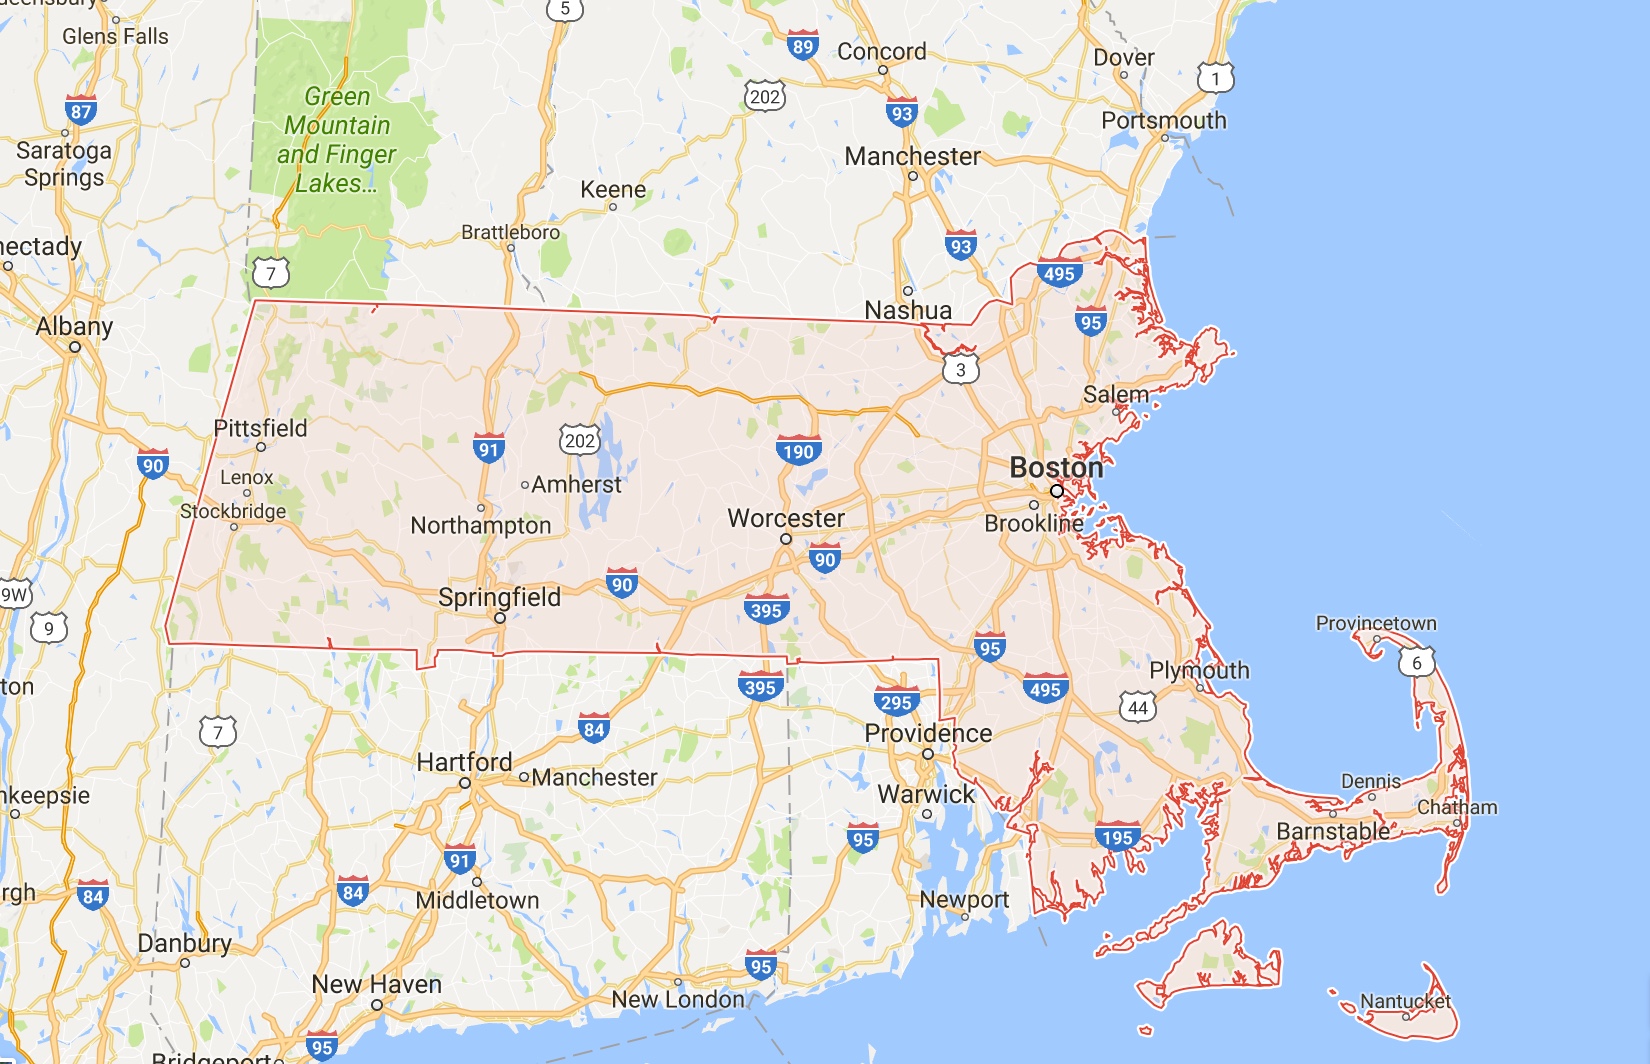 5
Glens Falls
89
Concord
Dover
1
202
Green
Mountain
and Finger
Lakes...
87
93
Portsmouth
Saratoga
Springs
Manchester
Keene
Brattleboro
93
nectady
7
495
Nashua
Albany
95
3
Salem
Pittsfield
202
91
190
90
Boston
Lenox
Amherst
Stockbridge
Northampton
Worcester
Brookline
90
90
Springfield
9W
395
9
Provincetown
95
6
Plymouth
ton
395
495
295
44
7
84
Providence
Hartford
Manchester
Dennis
nkeepsie
Warwick
Chatham
Barnstable
195
95
91
rgh
84
84
Middletown
Newport
Danbury
95
New Haven
New London
Nantucket
95
Bridgeport